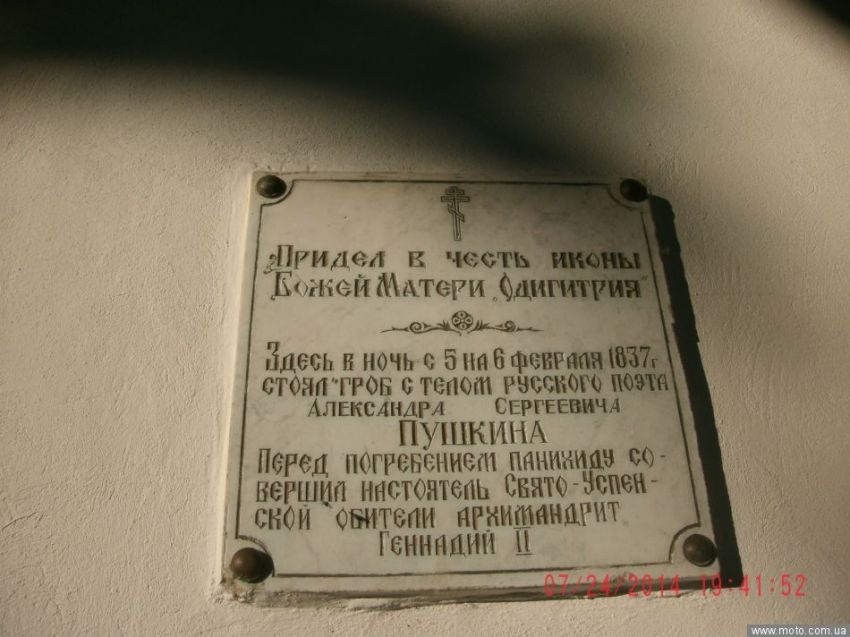 Придел в честь иконы
Божей Матери „Одигитрия"
Здесь в ночь с 5 на 6 февраля 1837г
стоял гроб с телом русского поэта
Александра Сергеевича
ПУШКИНА
Перед погребением панихиду со-
вершил настоятель Свято-Успен-
ской обители архимандрит
Геннадий II
07/24/2014 19:41:52
www.moto.com.ua